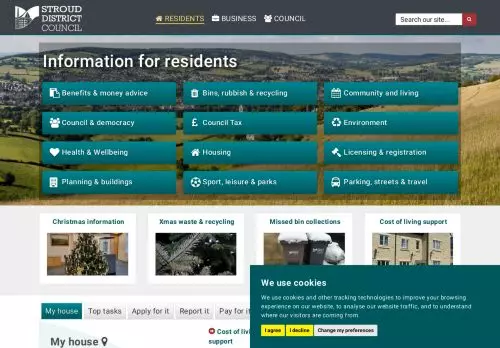 STROUD
DISTRICT
COUNCIL
RESIDENTS
BUSINESS
COUNCIL
Search our site...
Information for residents
Benefits & money advice
Bins, rubbish & recycling
Community and living
Council & democracy
£ Council Tax
Environment
Health & Wellbeing
Housing
Licensing & registration
Planning & buildings
Sport, leisure & parks
Parking, streets & travel
Christmas information
Xmas waste & recycling
Missed bin collections
Cost of living support
My house
Top tasks
Apply for it
Report it
Pay for it
My house
Cost of livi
support
We use cookies
We use cookies and other tracking technologies to improve your browsing
experience on our website, to analyse our website traffic, and to understand
where our visitors are coming from.
I agree
I decline
Change my preferences